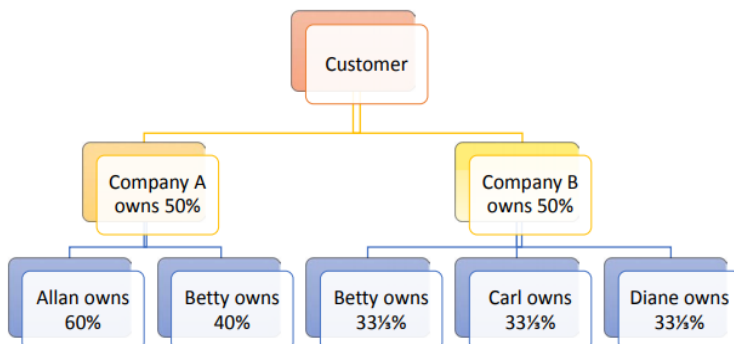 Customer
Company A
owns 50%
Company B
owns 50%
Allan owns
60%
Betty owns
40%
Betty owns
33⅓%
Carl owns
33⅓%
Diane owns
33⅓%